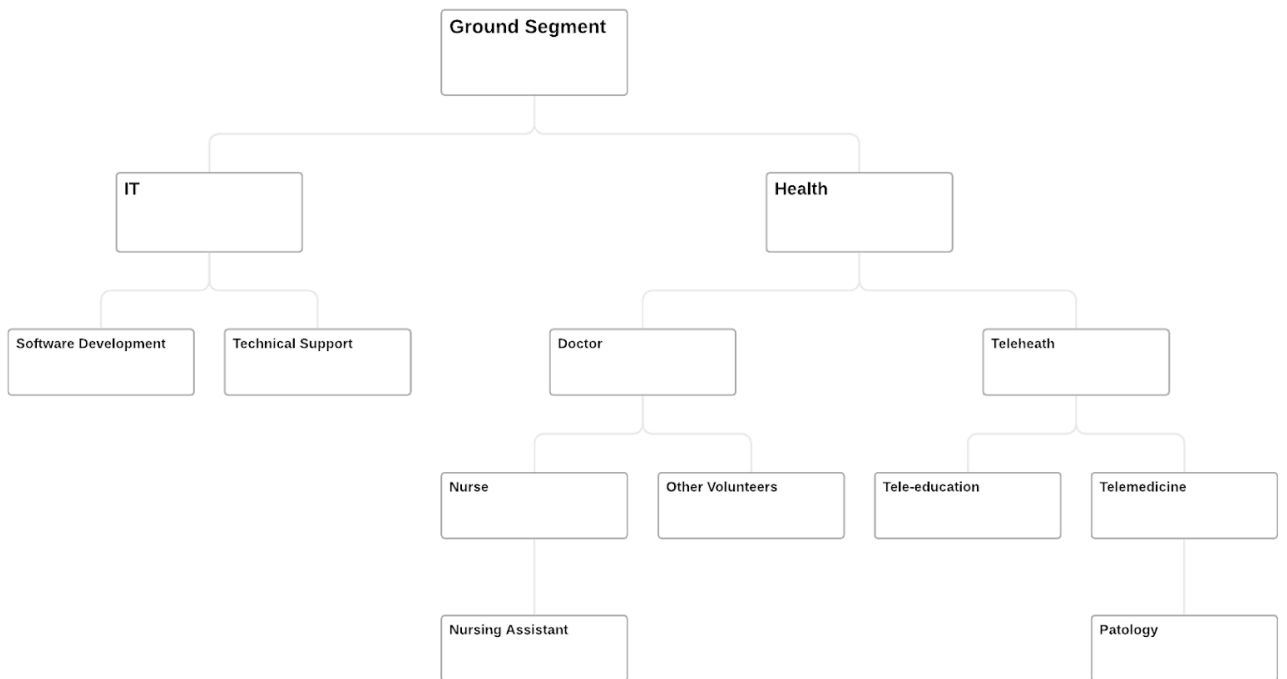 Ground Segment
IT
Health
Software Development
Technical Support
Doctor
Teleheath
Nurse
Other Volunteers
Tele-education
Telemedicine
Nursing Assistant
Patology